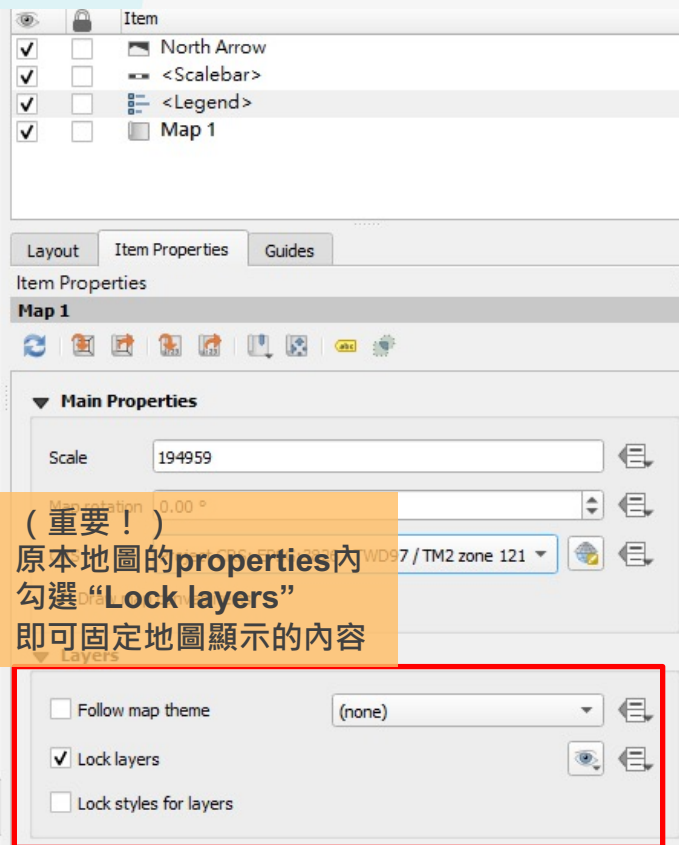 Item
North Arrow
<Scalebar>
<Legend>
Map 1
Layout Item Properties Guides
Item Properties
Map 1
Main Properties
Scale 194959
Map rotation 0.00 °
TWD97 / TM2 zone 121
（重要！）
原本地圖的properties內
勾選 “Lock layers”
即可固定地圖顯示的內容
Layers
Follow map theme (none)
Lock layers
Lock styles for layers